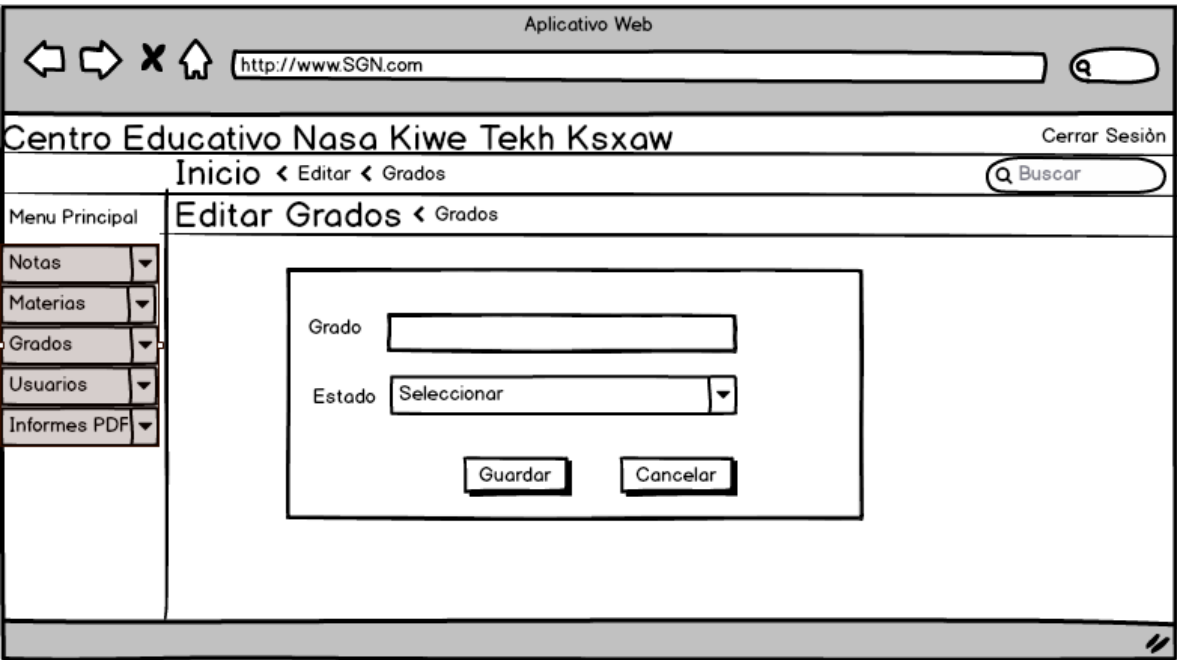 Aplicativo Web
http://www.SGN.com
Centro Educativo Nasa Kiwe Tekh Ksxaw
Cerrar Sesiòn
Inicio < Editar < Grados
Buscar
Menu Principal
Editar Grados < Grados
Notas
Materias
Grados
Usuarios
Informes PDF
Grado
Estado Seleccionar
Guardar Cancelar